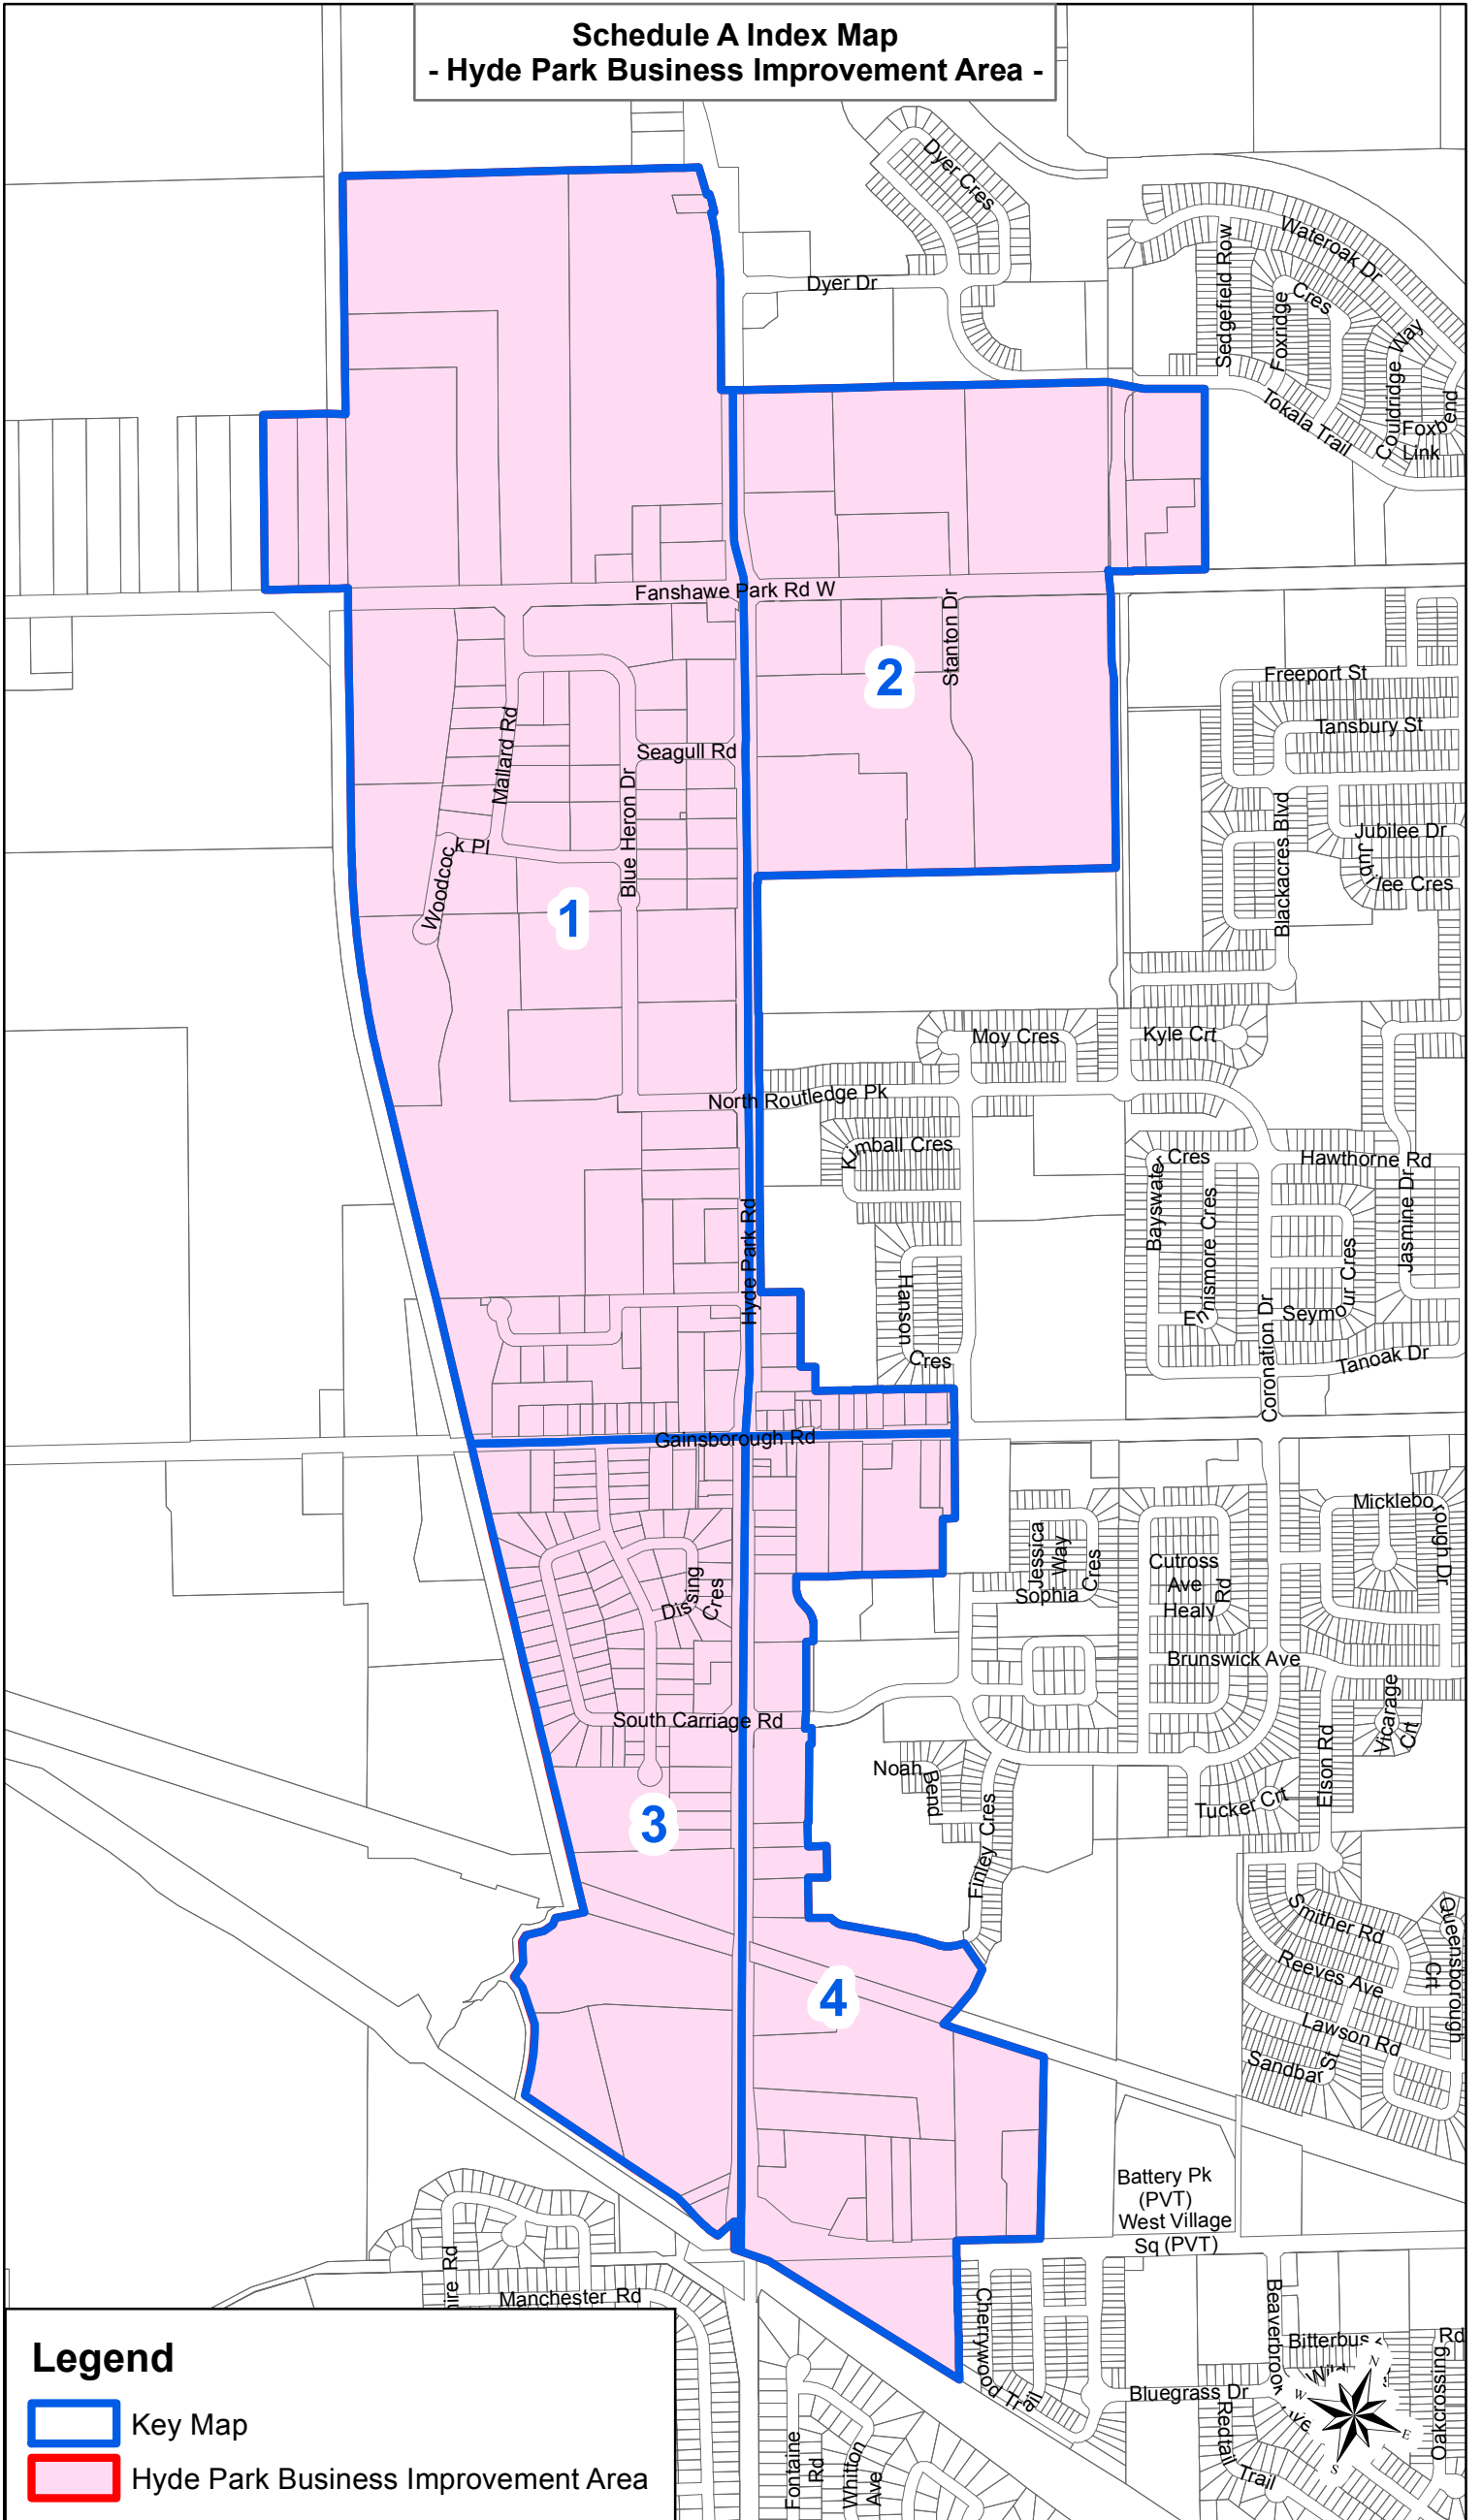 Schedule A Index Map
- Hyde Park Business Improvement Area -
Dyer Cres
Wateroak Dr
Sedgefield Row
Dyer Dr
Foxridge Cres
Couldridge Way
Tokala Trail
Foxbend
Link
Fanshawe Park Rd W
Stanton Dr
2
Freeport St
Tansbury St
Mallard Rd
Seagull Rd
Blue Heron Dr
Blackacres Blvd
Jubilee Dr
Jubilee Cres
Woodcock Pl
1
Moy Cres
Kyle Crt
North Routledge Pk
Kimball Cres
Bayswater Cres
Hawthorne Rd
Jasmine Dr
Ennismore Cres
Hyde Park Rd
Hanson Cres
Seymour Cres
Coronation Dr
Tanoak Dr
Gainsborough Rd
Jessica
Way
Sophia Cres
Cutross
Ave
Healy Rd
Mickleborough Dr
Dissing
Cres
Brunswick Ave
South Carriage Rd
Vicarage
Crt
Elson Rd
Noah Bend
Finley Cres
Tucker Crt
3
Smither Rd
Queensborough
Crt
Reeves Ave
4
Lawson Rd
Sandbar St
Battery Pk
(PVT)
West Village
Sq (PVT)
Manchester Rd
Cherrywood Trail
Beaverbrook
Rd
Bluegrass Dr
Oakcrossing
Redtail Trail
Fontaine
Rd
Whitton
Ave
N
W
E
S
Legend
Key Map
Hyde Park Business Improvement Area